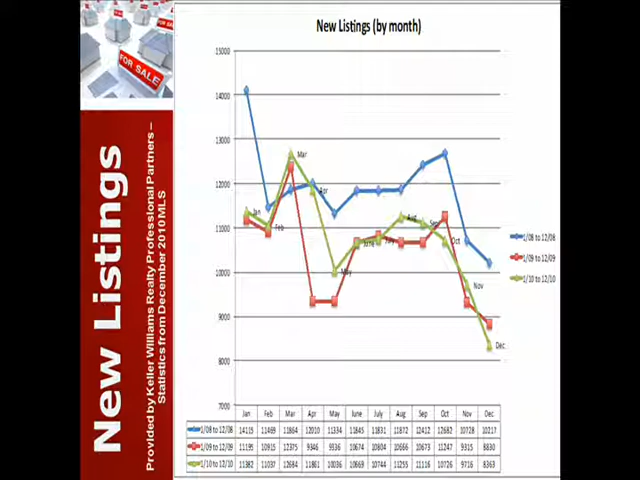 New Listings (by month)
FOR SALE
New Listings
Provided by Keller Williams Realty Professional Partners –
Statistics from December 2010 MLS
15000
14000
13000
12000
11000
10000
9000
8000
7000
Jan
Feb
Mar
Apr
May
June
July
Aug
Sep
Oct
Nov
Dec
1/08 to 12/08
1/09 to 12/09
1/10 to 12/10
Jan Feb Mar Apr May June July Aug Sep Oct Nov Dec
1/08 to 12/08 14115 11469 11864 12010 11334 11845 11831 11872 12412 12682 10728 10217
1/09 to 12/09 11195 10915 12375 9346 9336 10674 10804 10666 10673 11247 9315 8830
1/10 to 12/10 11382 11037 12684 11861 10036 10669 10744 11255 11116 10726 9716 8363